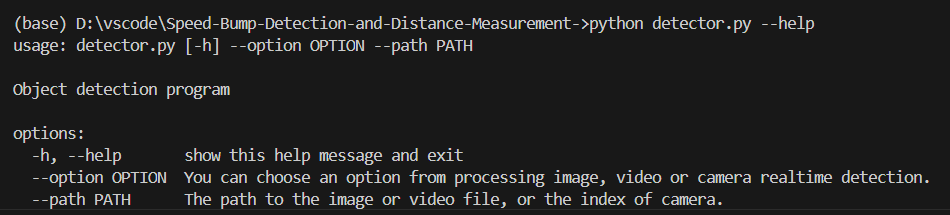 (base) D:\vscode\Speed-Bump-Detection-and-Distance-Measurement->python detector.py --help
usage: detector.py [-h] --option OPTION --path PATH
Object detection program
options:
-h, --help show this help message and exit
--option OPTION You can choose an option from processing image, video or camera realtime detection.
--path PATH The path to the image or video file, or the index of camera.